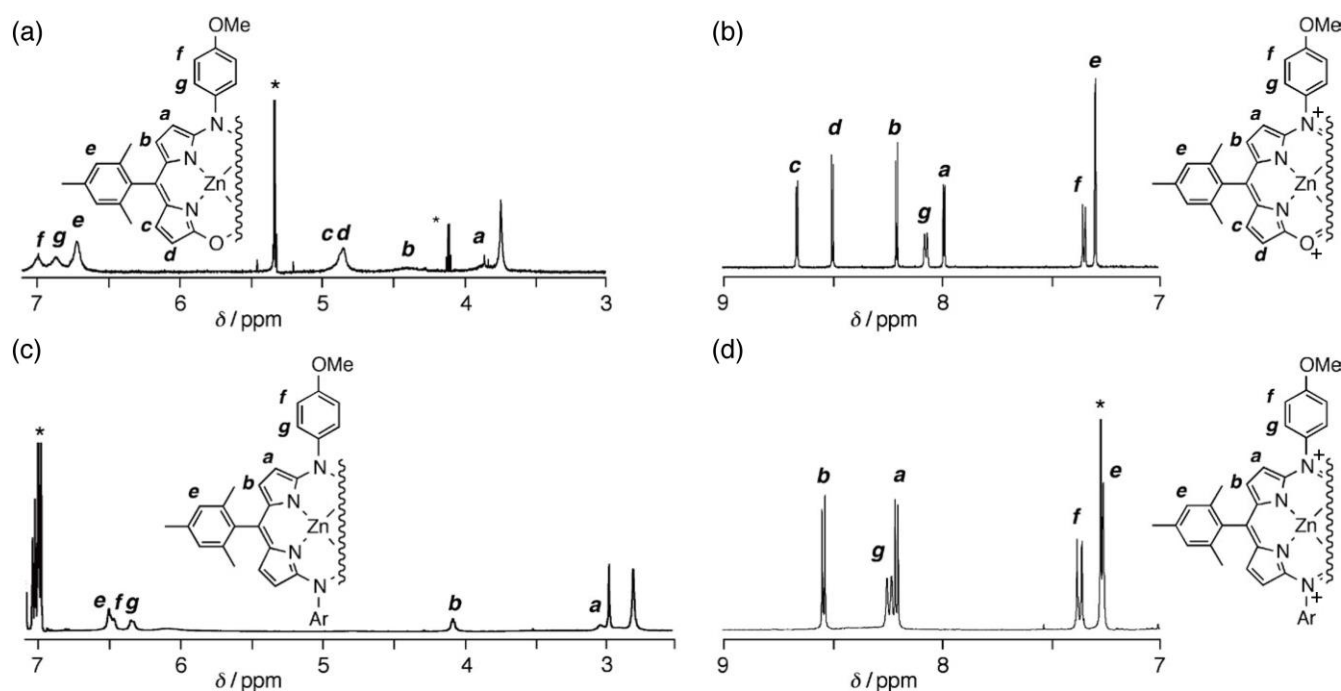 (a)
OMe
f
g
a
N
b
N
e
Zn
N
c
d
O
*
*
f g e
c d
b
a
7 6 5 4 3
δ / ppm
(b)
c
d
b
g
a
f
e
9 8 7
δ / ppm
OMe
f
g
a
N+
b
N
e
Zn
N
c
O
+
d
(c)
*
OMe
f
g
a
N
b
N
e
Zn
N
N
Ar
e f g
b
a
7 6 5 4 3
δ / ppm
(d)
b
g
a
f
*
e
9 8 7
δ / ppm
OMe
f
g
a
N+
b
N
e
Zn
N
N+
Ar